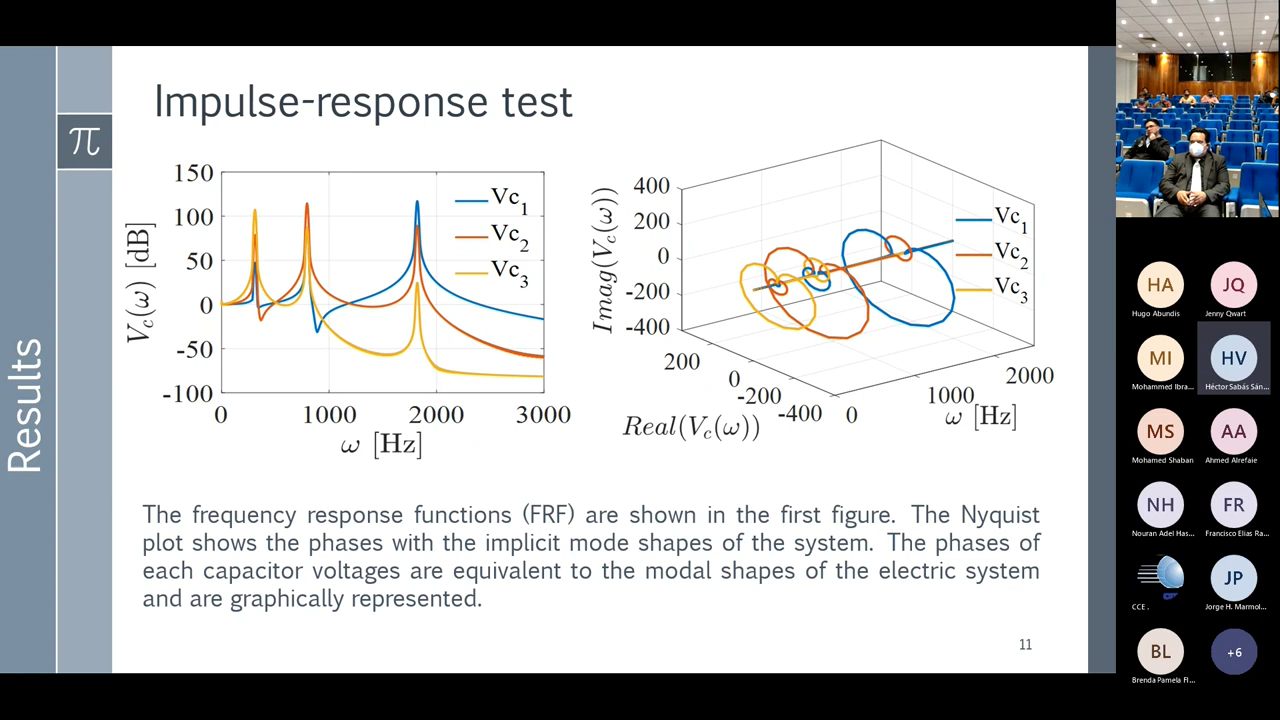 Results
π
Impulse-response test
150
100
50
0
-50
-100
0
1000
2000
3000
V_c(ω) [dB]
ω [Hz]
Vc1
Vc2
Vc3
400
200
0
-200
-400
Imag(V_c(ω))
200
0
-200
-400
Real(V_c(ω))
0
1000
2000
ω [Hz]
Vc1
Vc2
Vc3
The frequency response functions (FRF) are shown in the first figure. The Nyquist
plot shows the phases with the implicit mode shapes of the system. The phases of
each capacitor voltages are equivalent to the modal shapes of the electric system
and are graphically represented.
11
HA
JQ
Hugo Abundis
Jenny Qwart
MI
HV
Mohammed Ibra...
Héctor Sabás Sán...
MS
AA
Mohamed Shaban
Ahmed Alrefaie
NH
FR
Nouran Adel Has...
Francisco Elias Ra...
JP
CCE .
Jorge H. Marmol...
BL
+6
Brenda Pamela Fl...